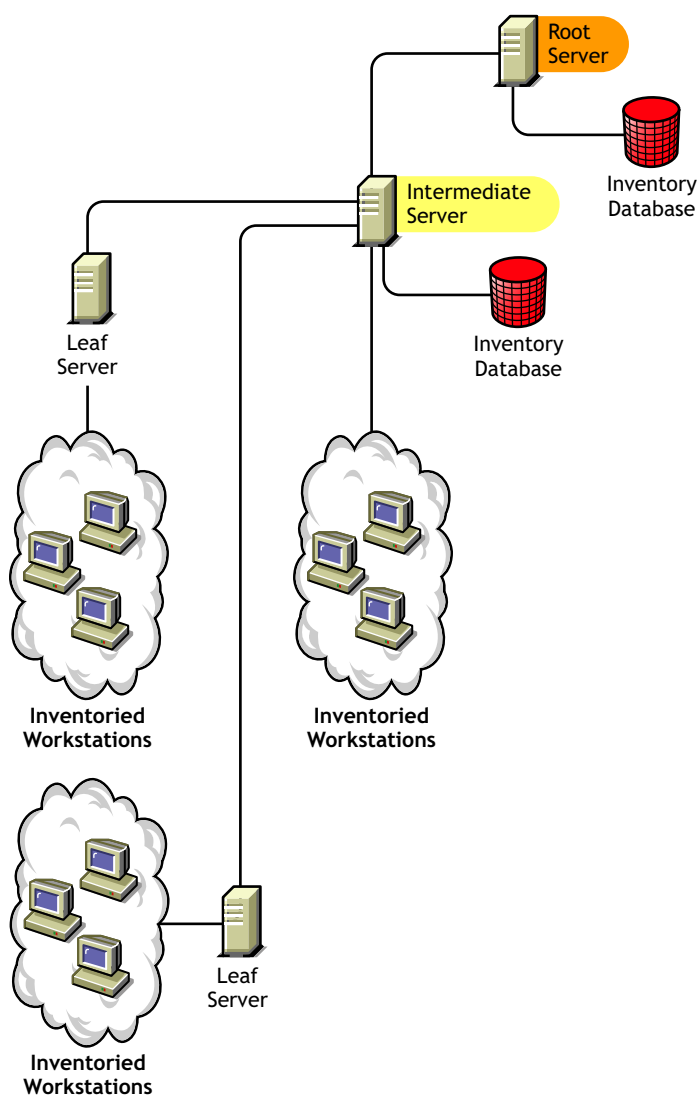 Root
Server
Inventory
Database
Intermediate
Server
Inventory
Database
Leaf
Server
Inventoried
Workstations
Inventoried
Workstations
Leaf
Server
Inventoried
Workstations